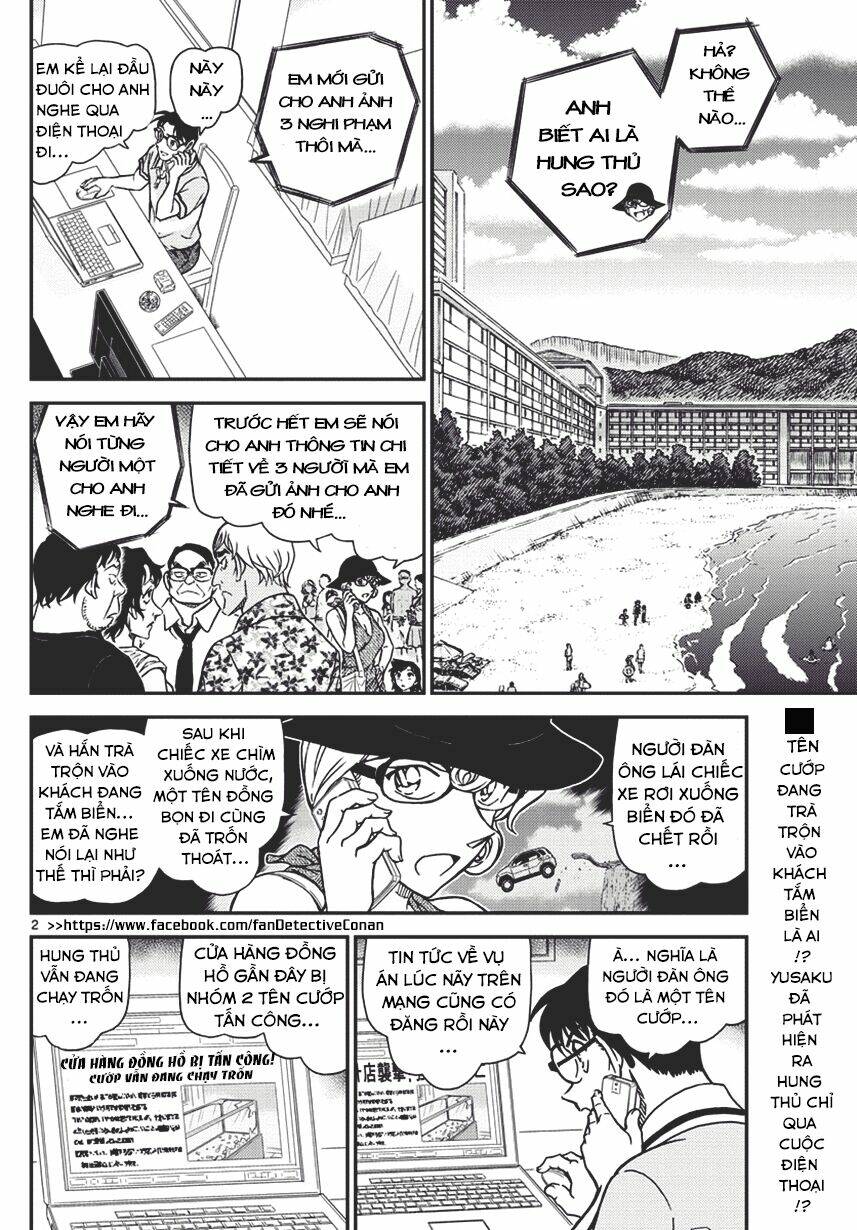 HẢ?
KHÔNG
THỂ
NÀO...
ANH
BIẾT AI LÀ
HUNG THỦ
SAO?
EM MỚI GỬI
CHO ANH ẢNH
3 NGHI PHẠM
THÔI MÀ...
NÀY
NÀY
...
EM KỂ LẠI ĐẦU
ĐUÔI CHO ANH
NGHE QUA
ĐIỆN THOẠI
ĐI...
TRƯỚC HẾT EM SẼ NÓI
CHO ANH THÔNG TIN CHI
TIẾT VỀ 3 NGƯỜI MÀ EM
ĐÃ GỬI ẢNH CHO ANH
ĐÓ NHÉ...
VẬY EM HÃY
NÓI TỪNG
NGƯỜI MỘT
CHO ANH
NGHE ĐI...
TÊN
CƯỚP
ĐANG
TRÀ
TRỘN
VÀO
KHÁCH
TẮM
BIỂN
LÀ AI
!?
YUSAKU
ĐÃ
PHÁT
HIỆN
RA
HUNG
THỦ CHỈ
QUA
CUỘC
ĐIỆN
THOẠI
!?
NGƯỜI ĐÀN
ÔNG LÁI CHIẾC
XE RƠI XUỐNG
BIỂN ĐÓ ĐÃ
CHẾT RỒI
...
SAU KHI
CHIẾC XE CHÌM
XUỐNG NƯỚC,
MỘT TÊN ĐỒNG
BỌN ĐI CÙNG
ĐÃ TRỐN
THOÁT...
VÀ HẮN TRÀ
TRỘN VÀO
KHÁCH ĐANG
TẮM BIỂN...
EM ĐÃ NGHE
NÓI LẠI NHƯ
THẾ THÌ PHẢI?
2 >>https://www.facebook.com/fanDetectiveConan
À... NGHĨA LÀ
NGƯỜI ĐÀN ÔNG
ĐÓ LÀ MỘT TÊN
CƯỚP...
TIN TỨC VỀ VỤ
ÁN LÚC NÃY TRÊN
MẠNG CŨNG CÓ
ĐĂNG RỒI NÀY
...
CỬA HÀNG ĐỒNG
HỒ GẦN ĐÂY BỊ
NHÓM 2 TÊN CƯỚP
TẤN CÔNG...
HUNG THỦ
VẪN ĐANG
CHẠY TRỐN
...
CỬA HÀNG ĐỒNG HỒ BỊ TẤN CÔNG!
CƯỚP VẪN ĐANG CHẠY TRỐN